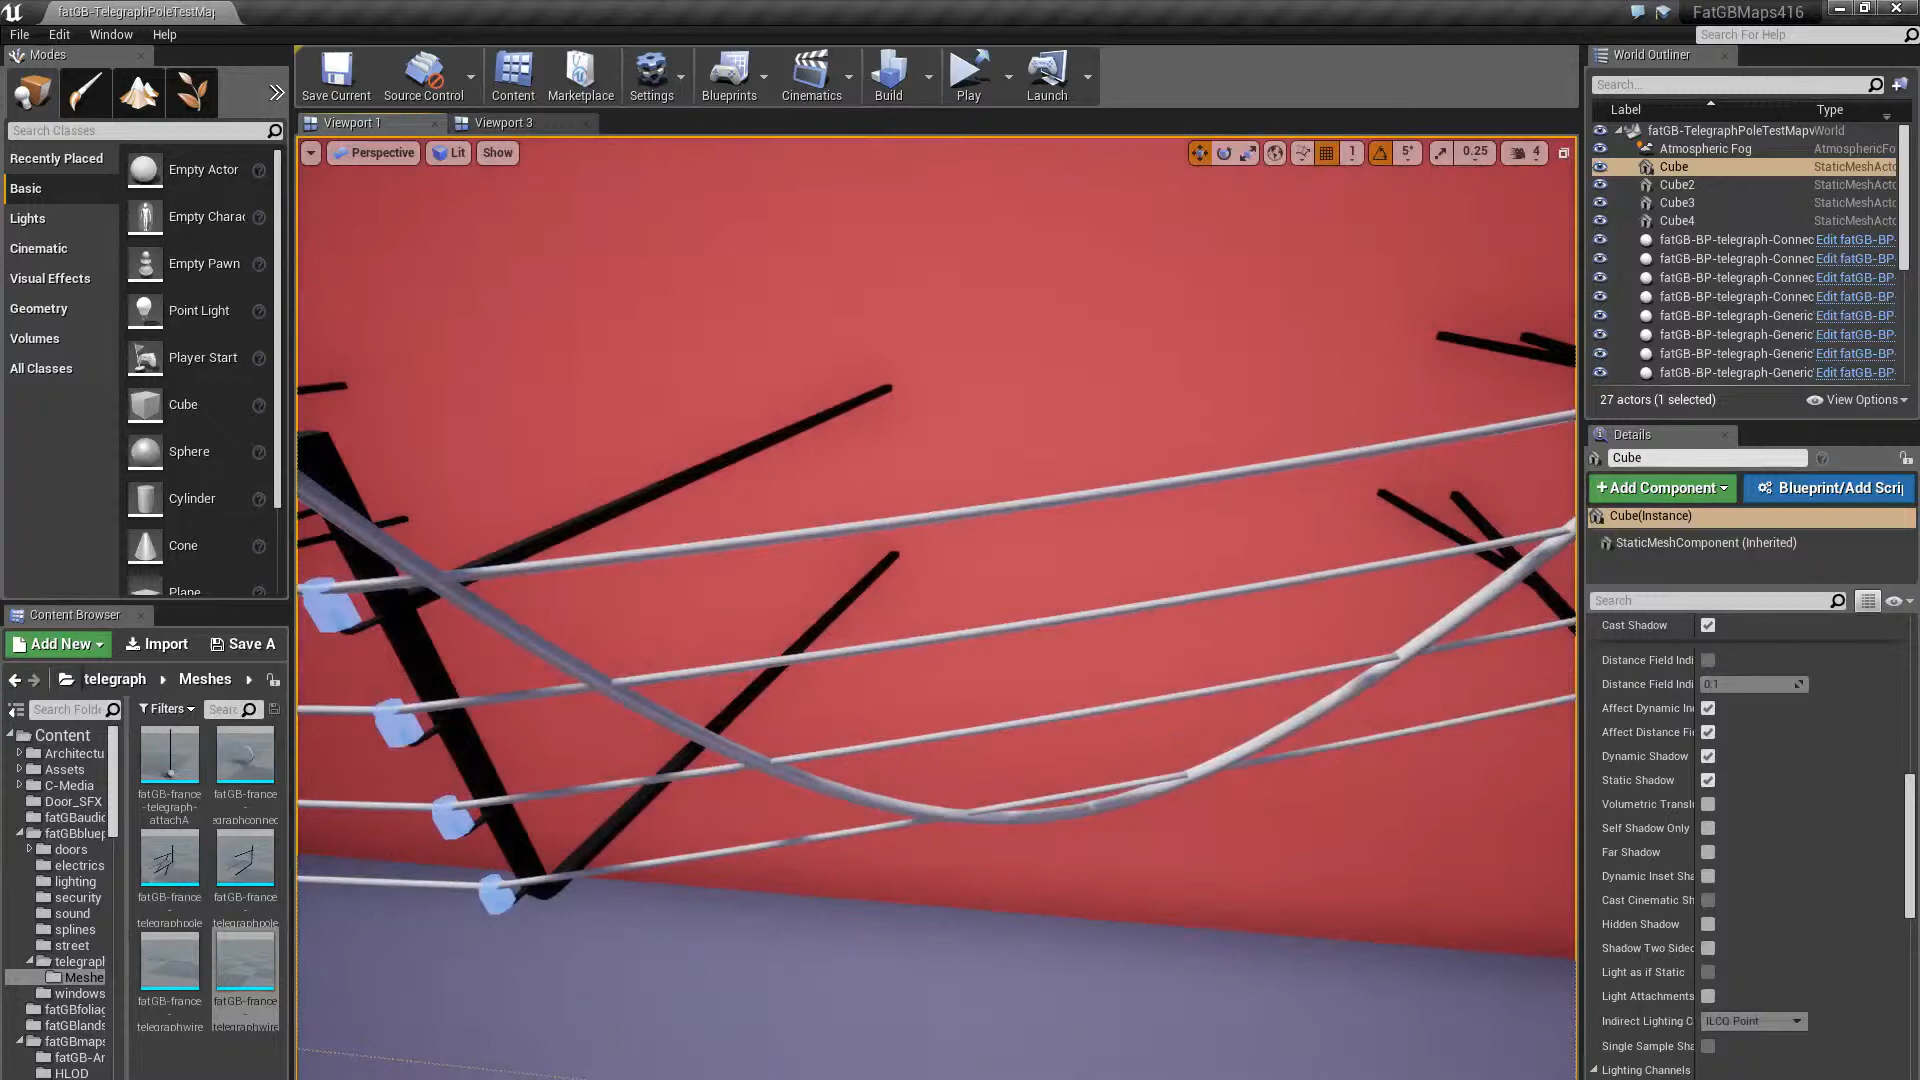 fatGB-TelegraphPoleTestMap
FatGBMaps416
File Edit Window Help
Search For Help
Modes
Save Current
Source Control
Content
Marketplace
Settings
Blueprints
Cinematics
Build
Play
Launch
Search Classes
Recently Placed
Basic
Lights
Cinematic
Visual Effects
Geometry
Volumes
All Classes
Empty Actor
Empty Charac
Empty Pawn
Point Light
Player Start
Cube
Sphere
Cylinder
Cone
Plane
Viewport 1
Viewport 3
Perspective Lit Show
1 5° 0.25 4
World Outliner
Search...
Label Type
fatGB-TelegraphPoleTestMapv World
Atmospheric Fog AtmosphericFo
Cube StaticMeshActo
Cube2 StaticMeshActo
Cube3 StaticMeshActo
Cube4 StaticMeshActo
fatGB-BP-telegraph-Connec Edit fatGB-BP-
fatGB-BP-telegraph-Connec Edit fatGB-BP-
fatGB-BP-telegraph-Connec Edit fatGB-BP-
fatGB-BP-telegraph-Connec Edit fatGB-BP-
fatGB-BP-telegraph-Generic Edit fatGB-BP-
fatGB-BP-telegraph-Generic Edit fatGB-BP-
fatGB-BP-telegraph-Generic Edit fatGB-BP-
fatGB-BP-telegraph-Generic Edit fatGB-BP-
27 actors (1 selected) View Options
Details
Cube
+Add Component Blueprint/Add Scri
Cube(Instance)
StaticMeshComponent (Inherited)
Search
Cast Shadow
Distance Field Indi
Distance Field Indi 0.1
Affect Dynamic In
Affect Distance Fi
Dynamic Shadow
Static Shadow
Volumetric Transl
Self Shadow Only
Far Shadow
Dynamic Inset Sha
Cast Cinematic Sh
Hidden Shadow
Shadow Two Sided
Light as if Static
Light Attachments
Indirect Lighting C ILCQ Point
Single Sample Sha
Lighting Channels
Content Browser
Add New Import Save A
telegraph Meshes
Search Folde Filters Searc
Content
Architectu
Assets
C-Media
Door_SFX
fatGBaudio
fatGBbluep
doors
electrics
lighting
security
sound
splines
street
telegraph
Meshe
windows
fatGBfoliag
fatGBlands
fatGBmaps
fatGB-Ar
HLOD
fatGB-france
-telegraph-
attachA
fatGB-france
-
egraphconnec
fatGB-france
-
telegraphpole
fatGB-france
-
telegraphpole
fatGB-france
-
telegraphwire
fatGB-france
-
telegraphwire